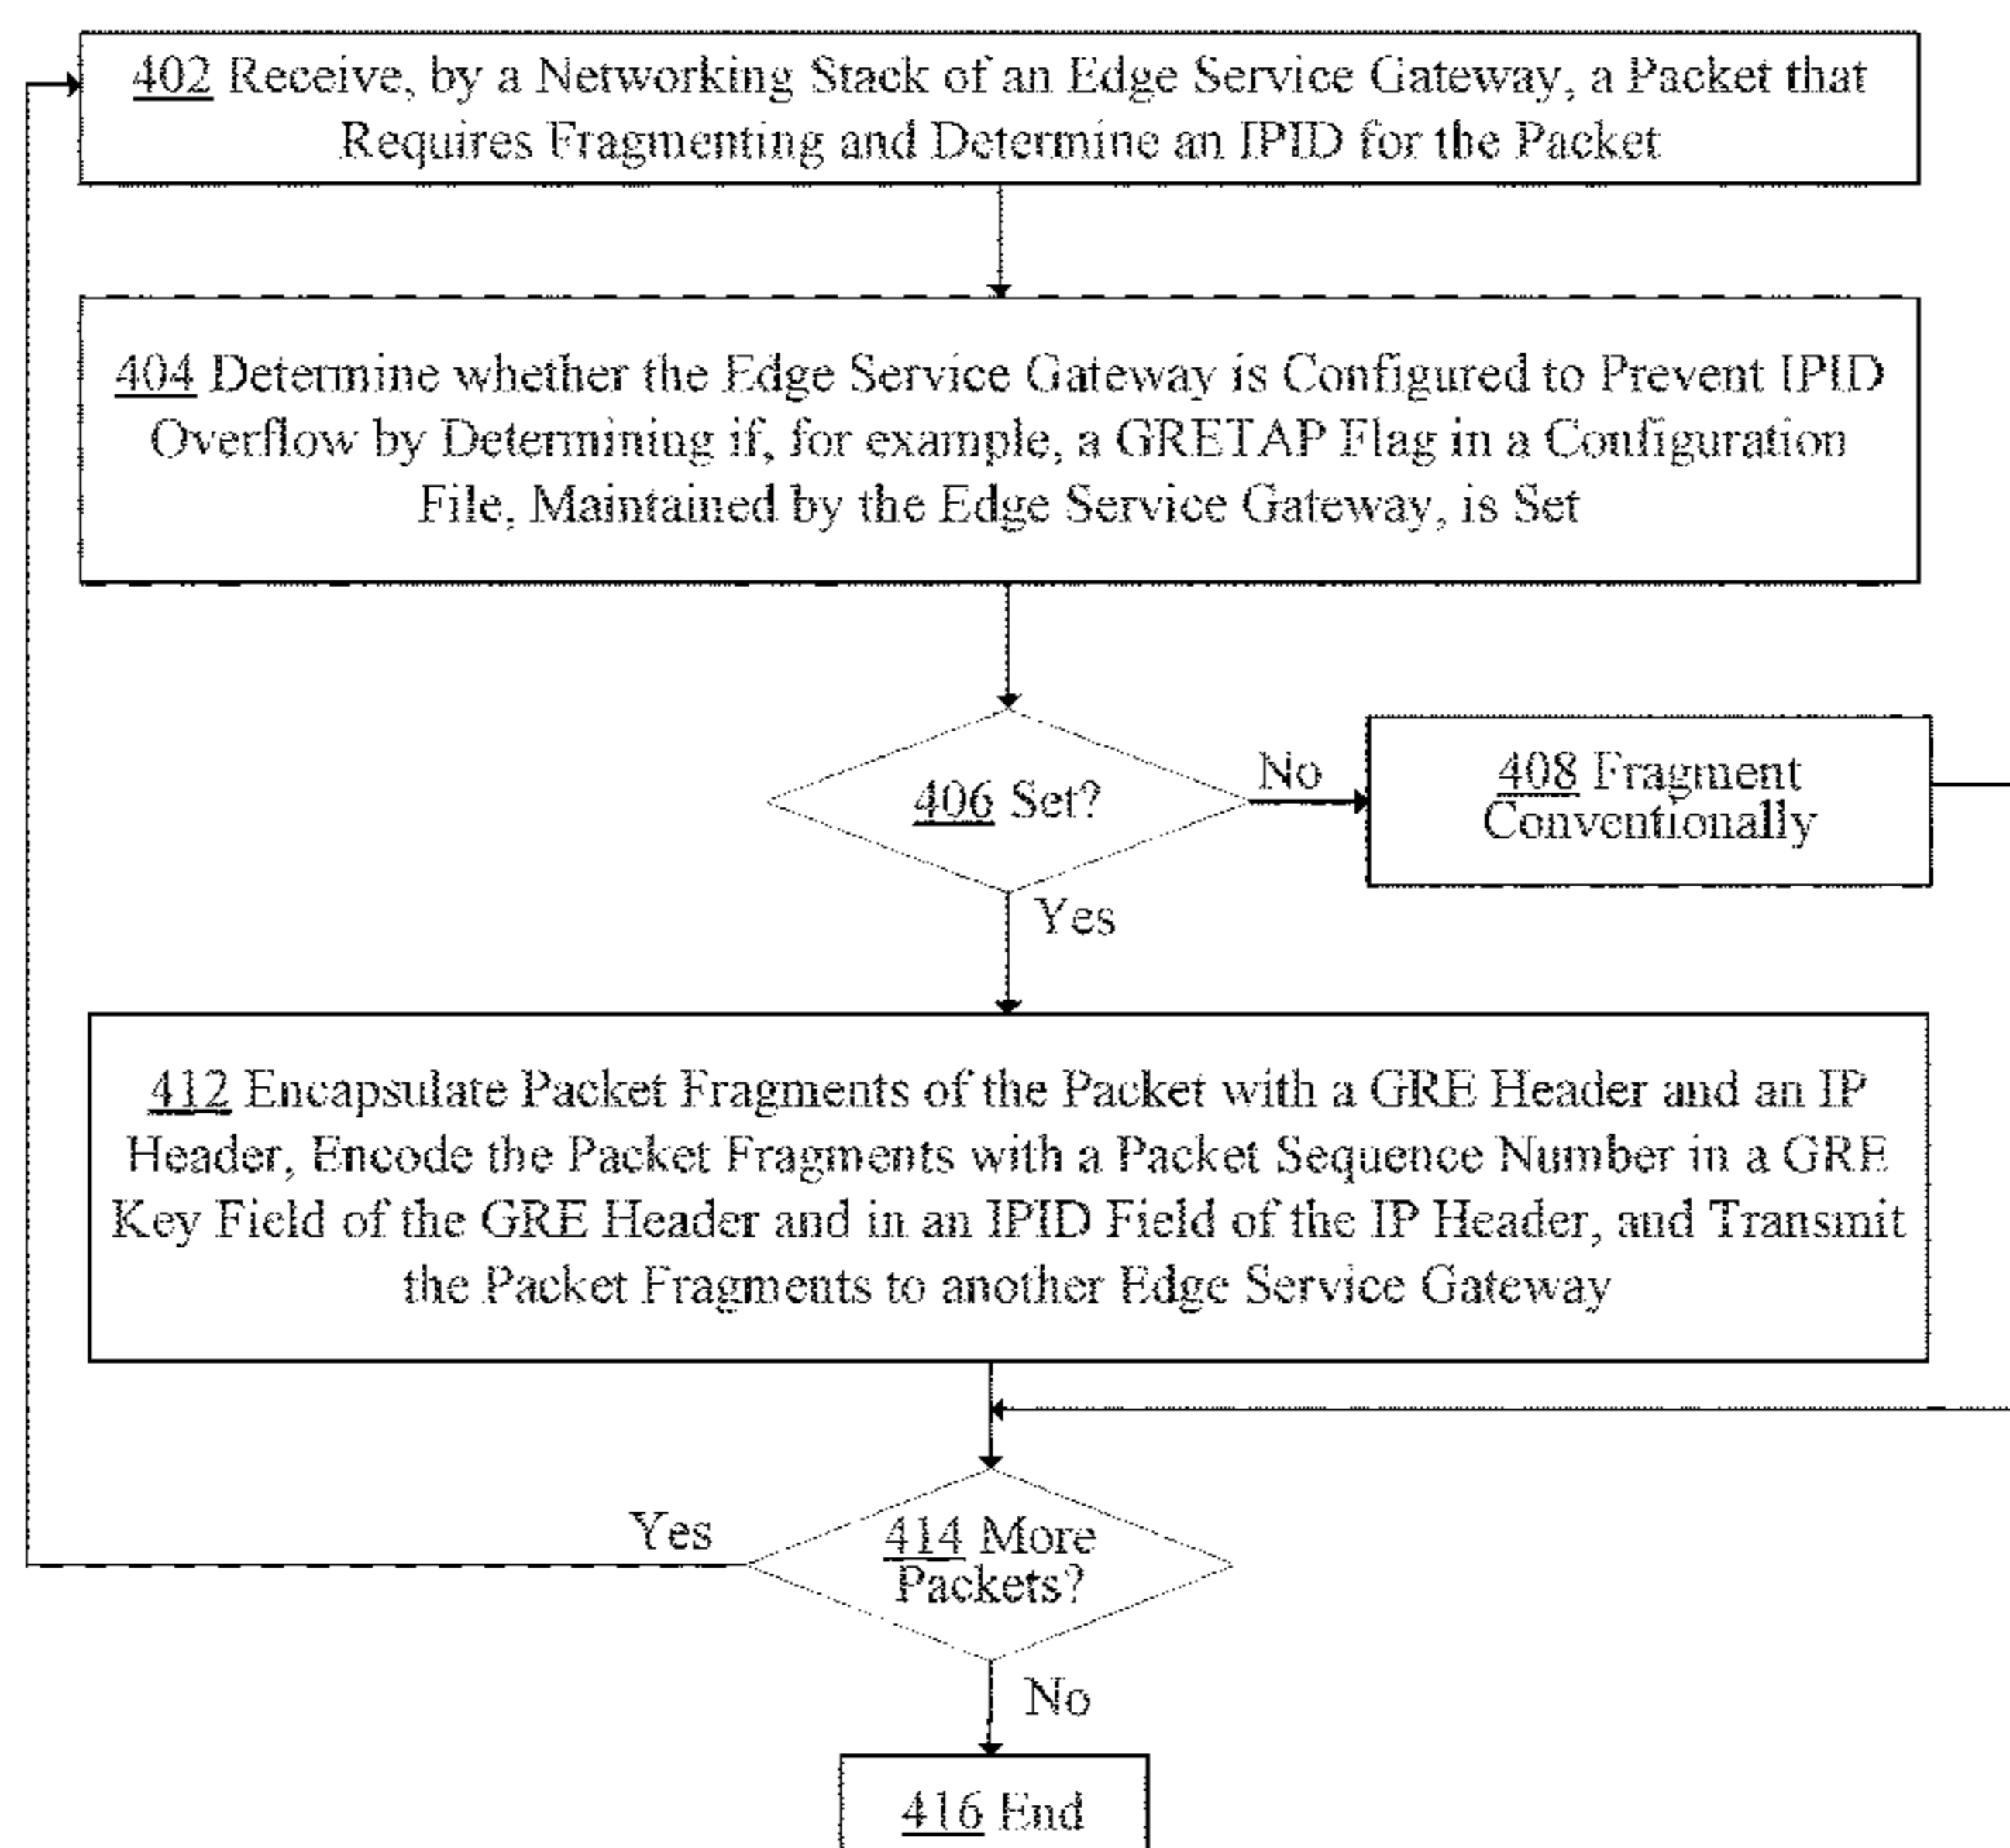 402 Receive, by a Networking Stack of an Edge Service Gateway, a Packet that
Requires Fragmenting and Determine an IPID for the Packet
404 Determine whether the Edge Service Gateway is Configured to Prevent IPID
Overflow by Determining if, for example, a GRETAP Flag in a Configuration
File, Maintained by the Edge Service Gateway, is Set
406 Set?
No
408 Fragment
Conventionally
Yes
412 Encapsulate Packet Fragments of the Packet with a GRE Header and an IP
Header, Encode the Packet Fragments with a Packet Sequence Number in a GRE
Key Field of the GRE Header and in an IPID Field of the IP Header, and Transmit
the Packet Fragments to another Edge Service Gateway
Yes
414 More
Packets?
No
416 End